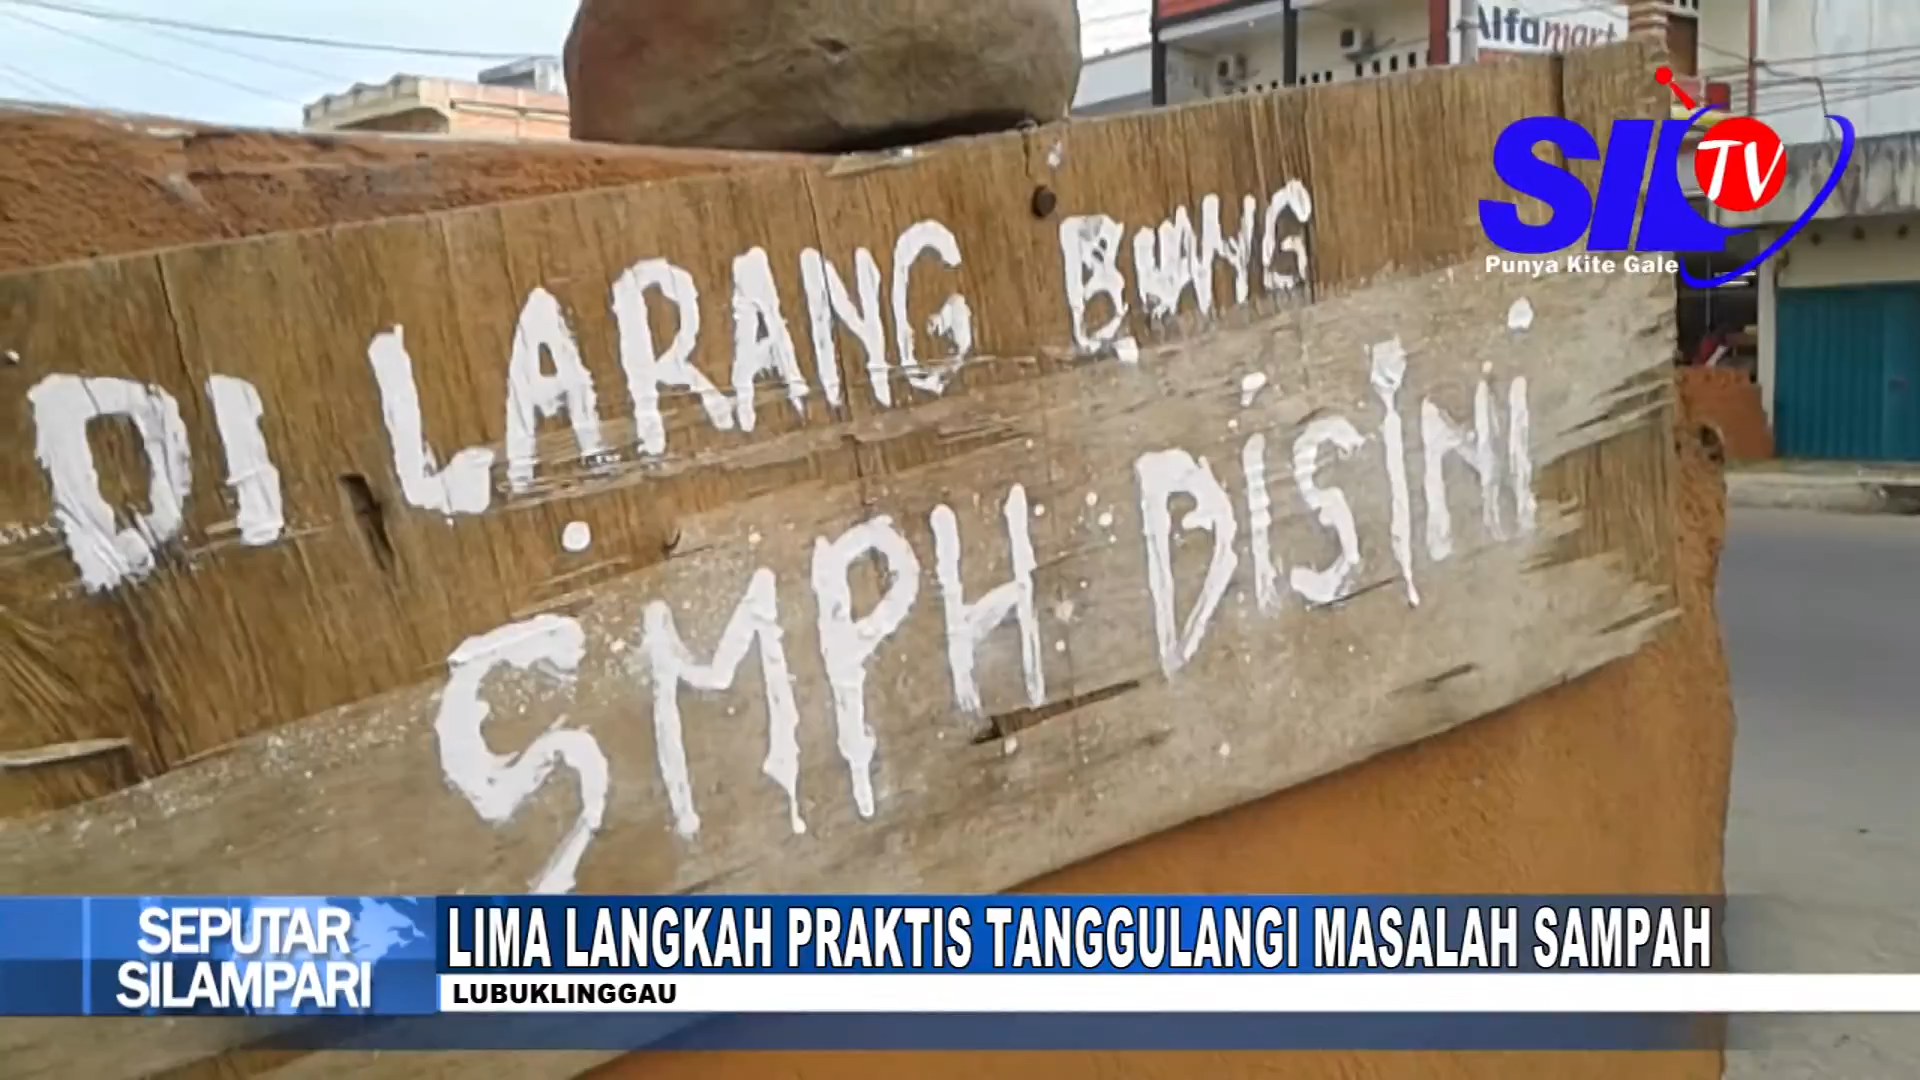 Alfamart
SIL TV
Punya Kite Gale
DI LARANG BUANG
SMPH DISINI
SEPUTAR
SILAMPARI
LIMA LANGKAH PRAKTIS TANGGULANGI MASALAH SAMPAH
LUBUKLINGGAU